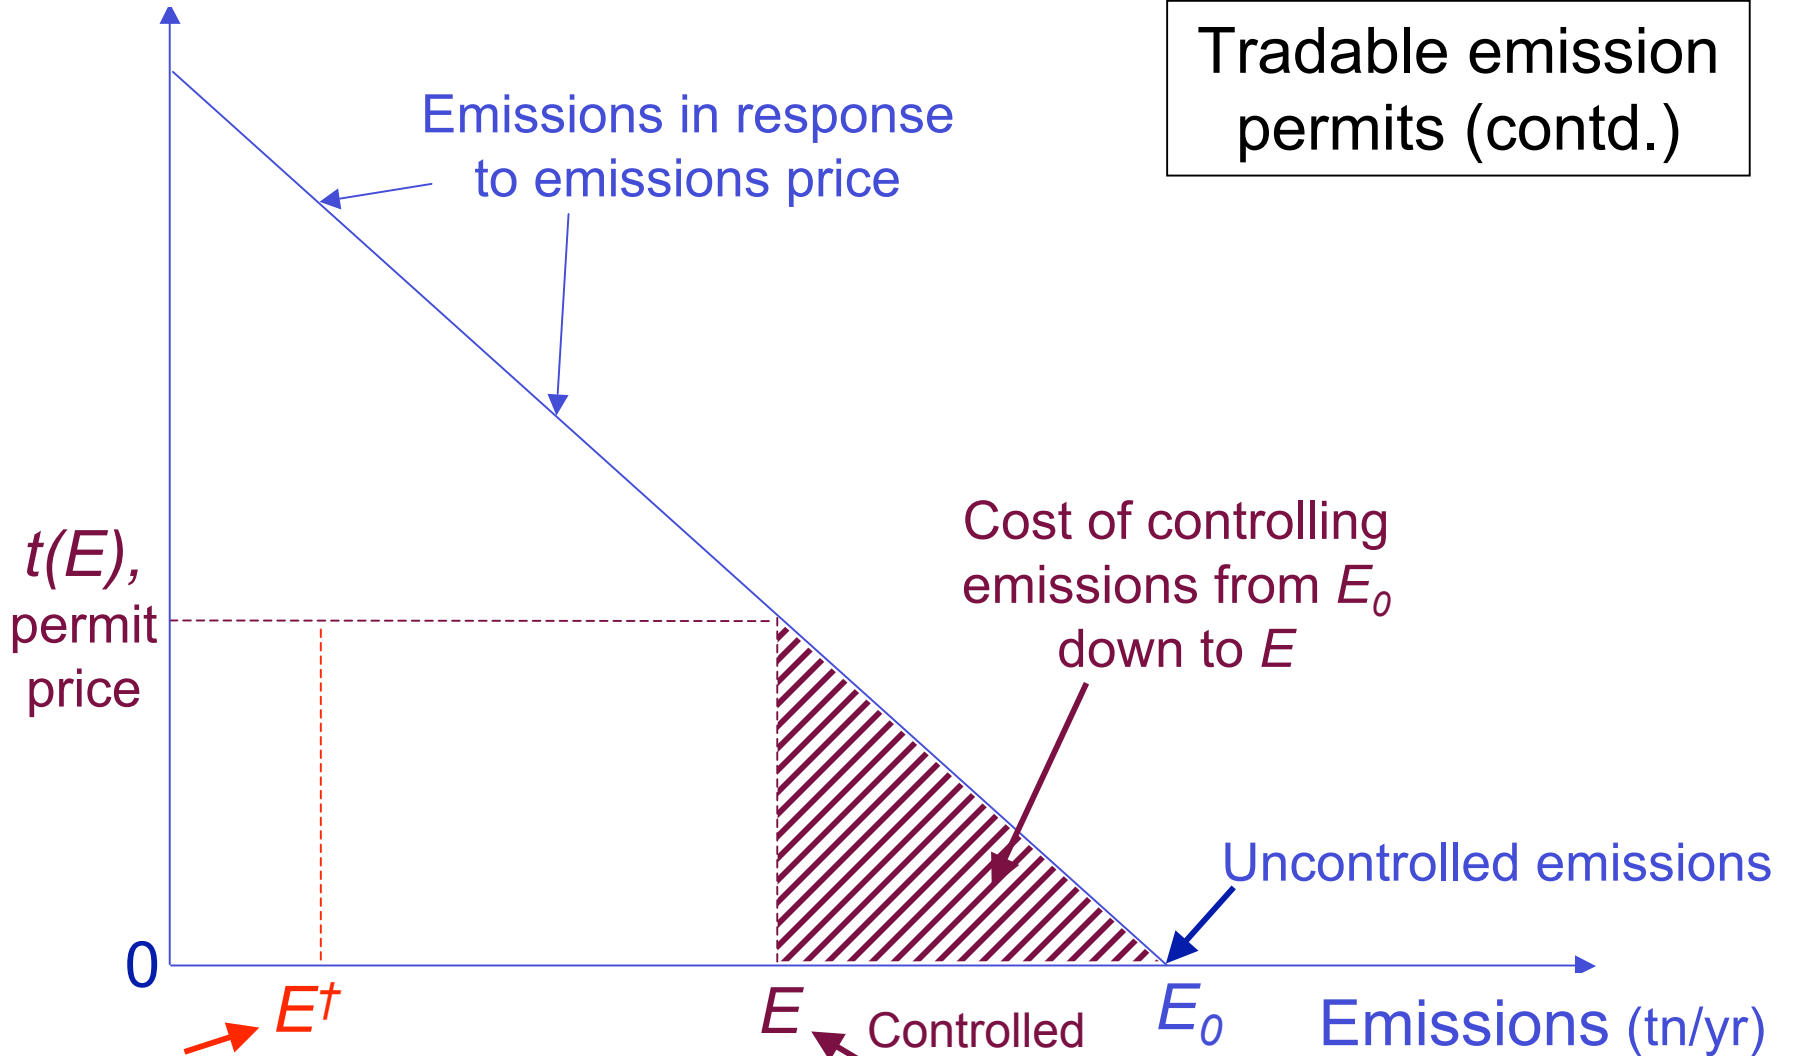 Tradable emission
permits (contd.)
Emissions in response
to emissions price
Cost of controlling
emissions from E₀
down to E
t(E),
permit
price
Uncontrolled emissions
0
E†
E
Controlled
E₀
Emissions (tn/yr)